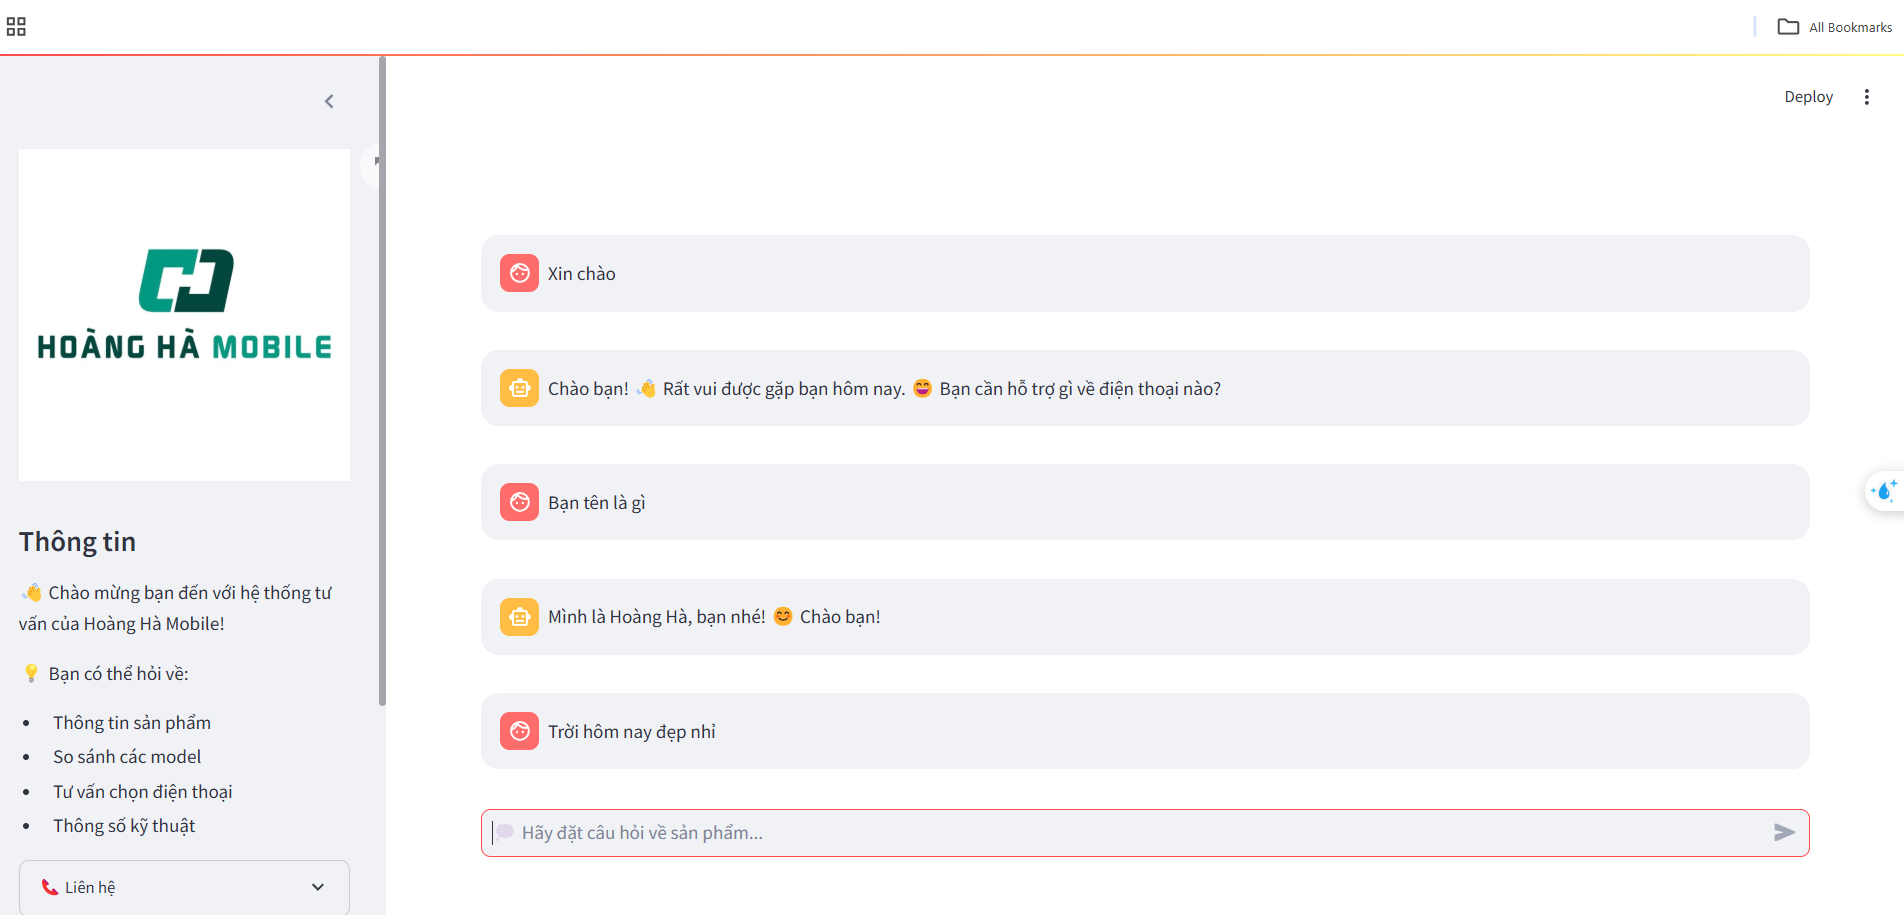 All Bookmarks
Deploy
HOÀNG HÀ MOBILE
Thông tin
👋 Chào mừng bạn đến với hệ thống tư
vấn của Hoàng Hà Mobile!
💡 Bạn có thể hỏi về:
• Thông tin sản phẩm
• So sánh các model
• Tư vấn chọn điện thoại
• Thông số kỹ thuật
📞 Liên hệ
Xin chào
Chào bạn! 👋 Rất vui được gặp bạn hôm nay. 😄 Bạn cần hỗ trợ gì về điện thoại nào?
Bạn tên là gì
Mình là Hoàng Hà, bạn nhé! 😊 Chào bạn!
Trời hôm nay đẹp nhỉ
💭 Hãy đặt câu hỏi về sản phẩm...